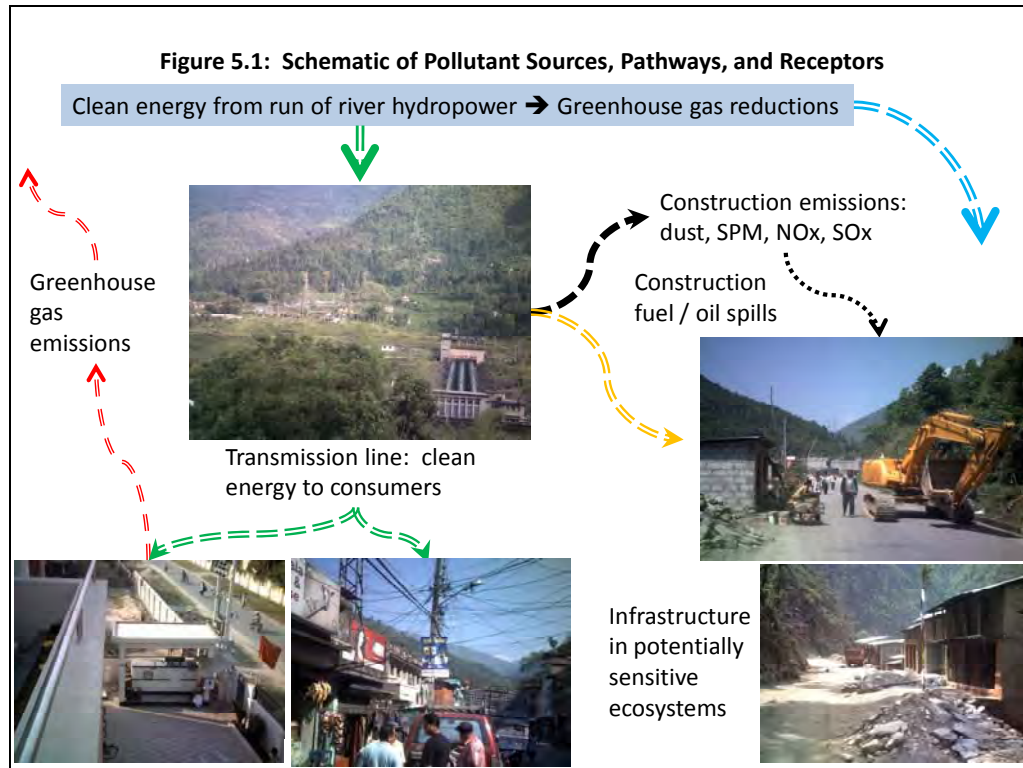 Figure 5.1: Schematic of Pollutant Sources, Pathways, and Receptors
Clean energy from run of river hydropower ➔ Greenhouse gas reductions
Construction emissions:
dust, SPM, NOx, SOx
Greenhouse
gas
emissions
Construction
fuel / oil spills
Transmission line: clean
energy to consumers
Infrastructure
in potentially
sensitive
ecosystems